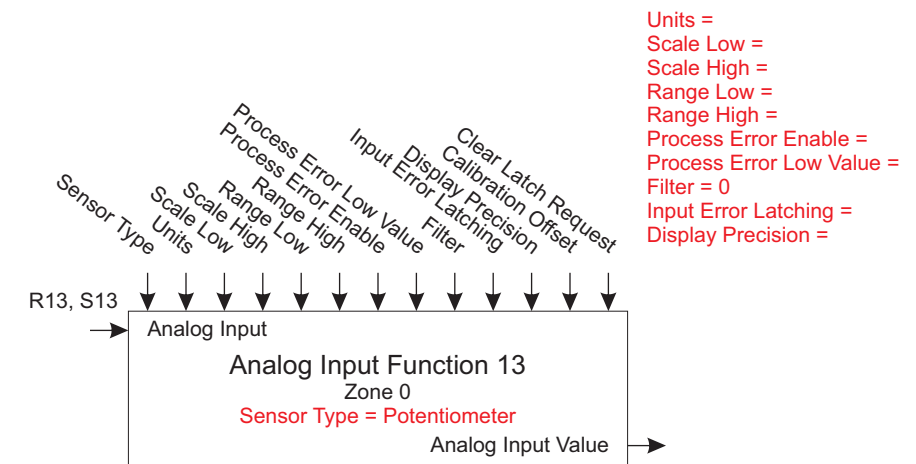 Units =
Scale Low =
Scale High =
Range Low =
Range High =
Process Error Enable =
Process Error Low Value =
Filter = 0
Input Error Latching =
Display Precision =
Sensor Type
Units
Scale Low
Scale High
Range Low
Range High
Process Error Enable
Process Error Low Value
Filter
Input Error Latching
Display Precision
Calibration Offset
Clear Latch Request
R13, S13
Analog Input
Analog Input Function 13
Zone 0
Sensor Type = Potentiometer
Analog Input Value